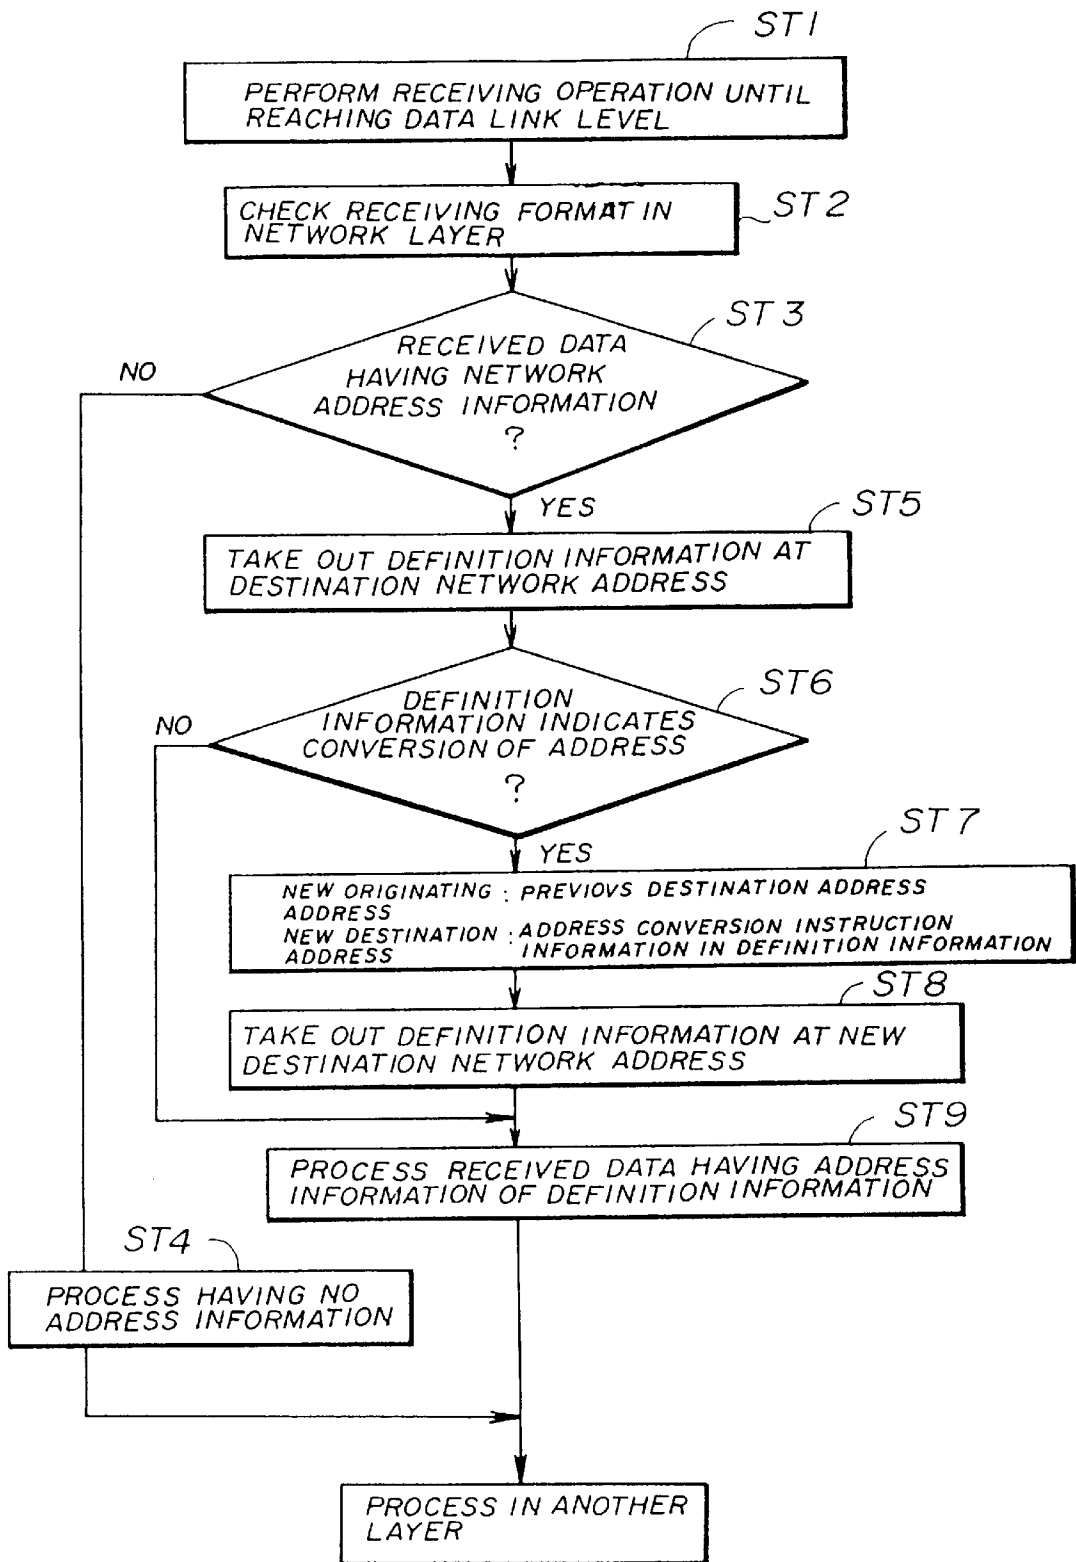 ST1
PERFORM RECEIVING OPERATION UNTIL
REACHING DATA LINK LEVEL
CHECK RECEIVING FORMAT IN
NETWORK LAYER
ST2
ST3
RECEIVED DATA
HAVING NETWORK
ADDRESS INFORMATION
?
NO
YES
ST5
TAKE OUT DEFINITION INFORMATION AT
DESTINATION NETWORK ADDRESS
ST6
DEFINITION
INFORMATION INDICATES
CONVERSION OF ADDRESS
?
NO
YES
ST7
NEW ORIGINATING : PREVIOVS DESTINATION ADDRESS
ADDRESS
NEW DESTINATION : ADDRESS CONVERSION INSTRUCTION
ADDRESS INFORMATION IN DEFINITION INFORMATION
ST8
TAKE OUT DEFINITION INFORMATION AT NEW
DESTINATION NETWORK ADDRESS
ST9
PROCESS RECEIVED DATA HAVING ADDRESS
INFORMATION OF DEFINITION INFORMATION
ST4
PROCESS HAVING NO
ADDRESS INFORMATION
PROCESS IN ANOTHER
LAYER